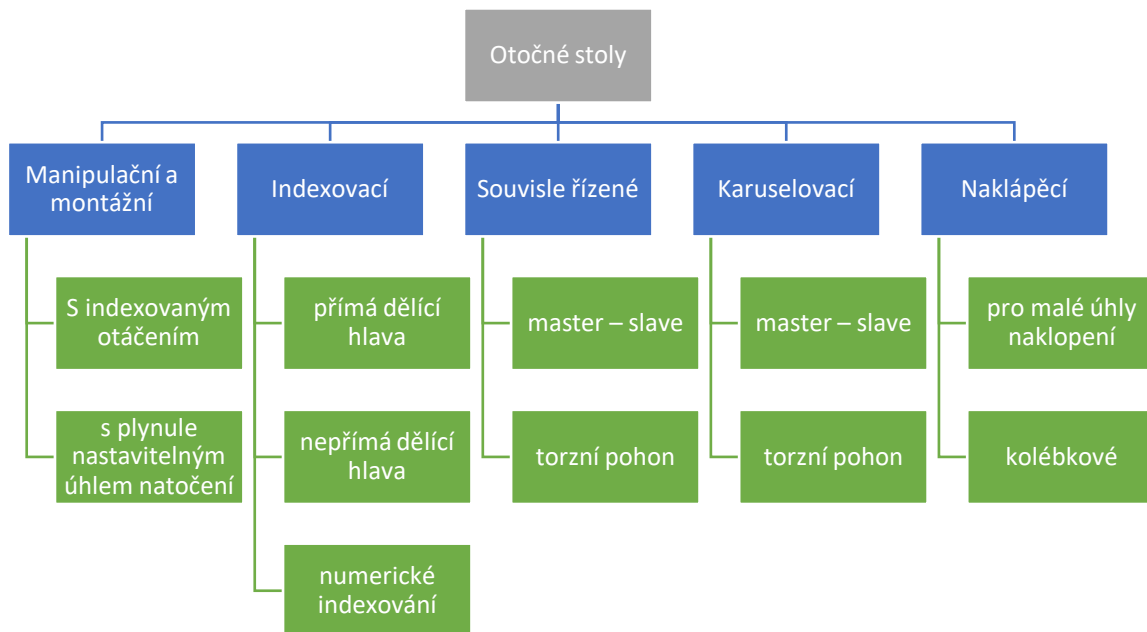 Otočné stoly
Manipulační a
montážní
Indexovací
Souvisle řízené
Karuselovací
Naklápěcí
S indexovaným
otáčením
přímá dělící
hlava
master – slave
master – slave
pro malé úhly
naklopení
s plynule
nastavitelným
úhlem natočení
nepřímá dělící
hlava
torzní pohon
torzní pohon
kolébkové
numerické
indexování